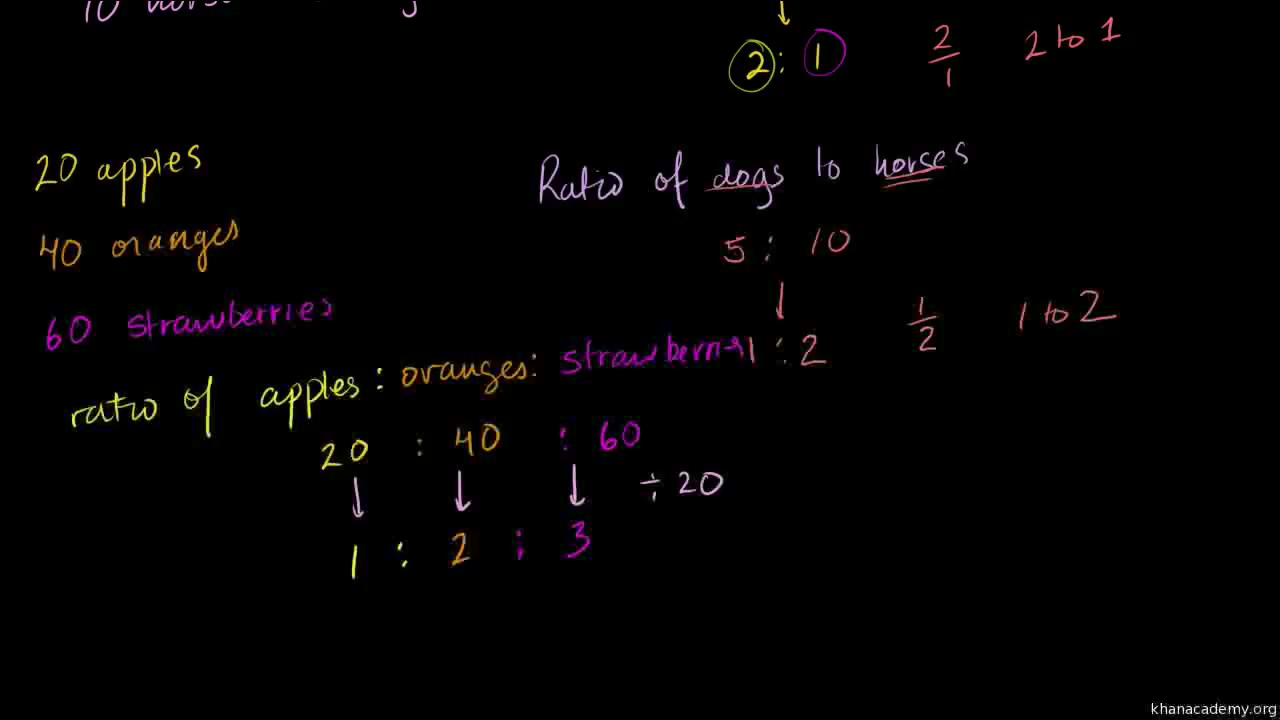 10
2 : 1
2/1
2 to 1
20 apples
40 oranges
60 strawberries
Ratio of dogs to horses
5 : 10
1 : 2
1/2
1 to 2
ratio of apples : oranges : strawberries
20 : 40 : 60
÷ 20
1 : 2 : 3
khanacademy.org